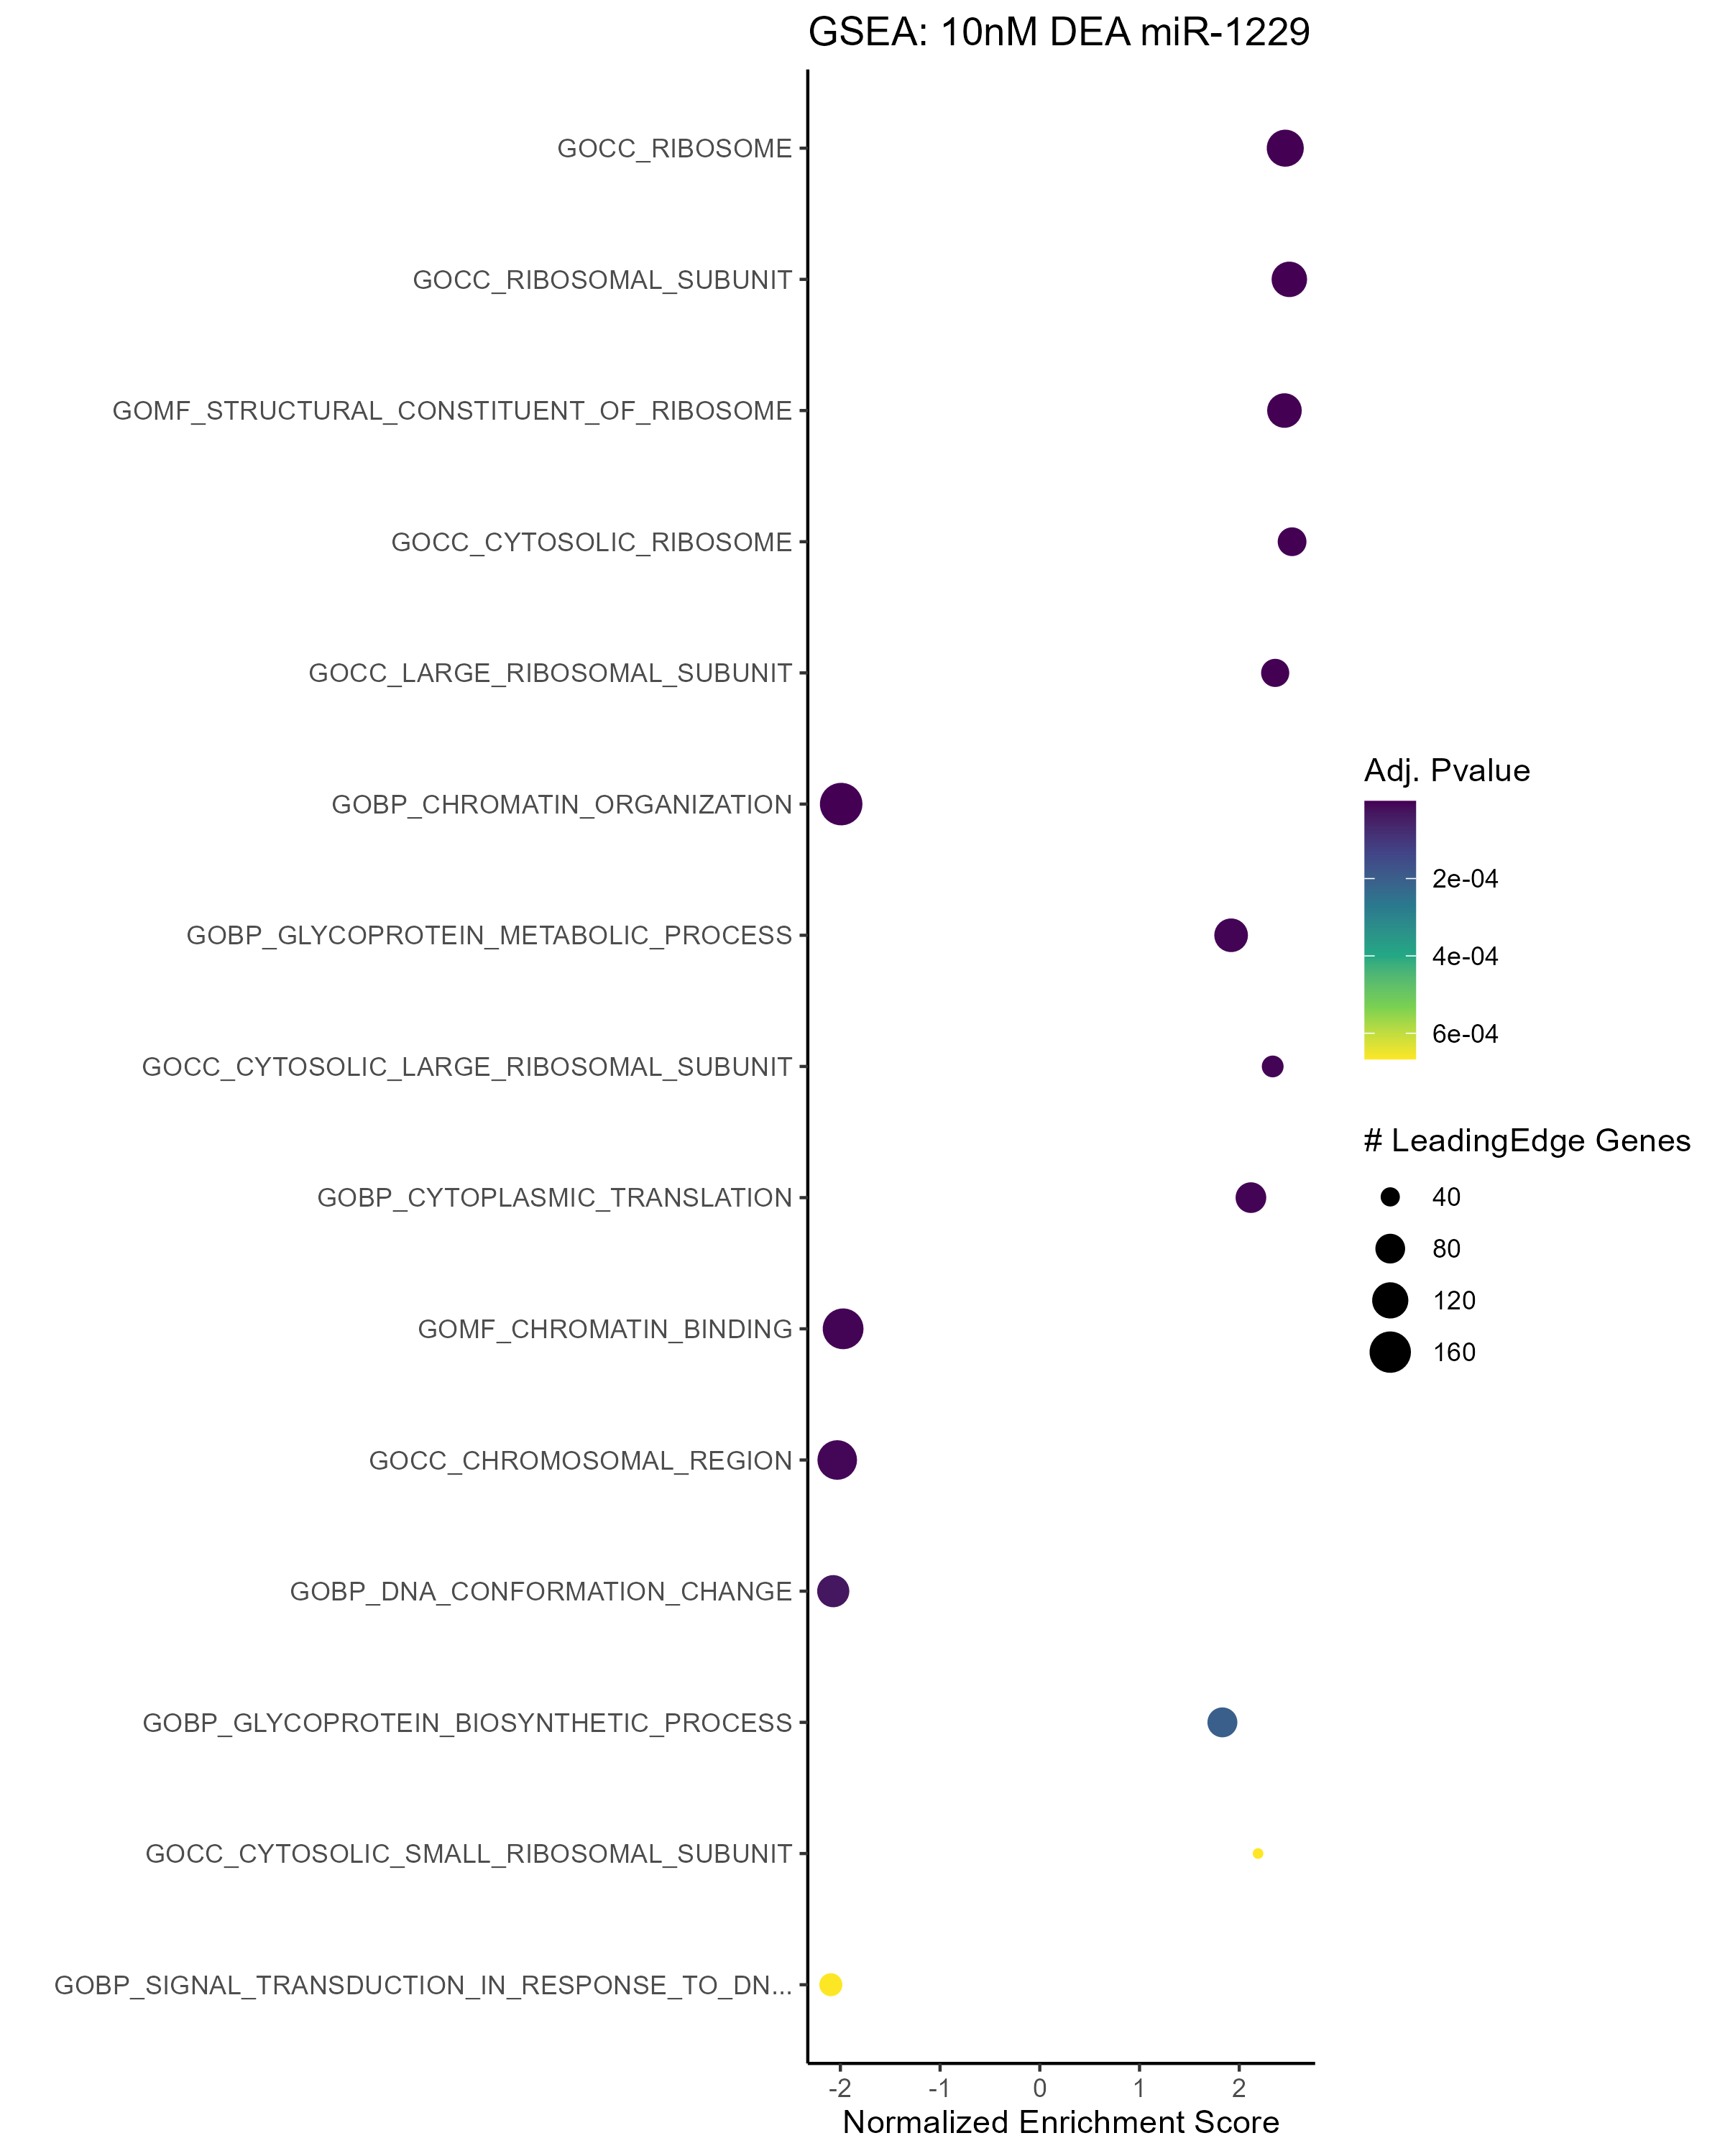 GSEA: 10nM DEA miR-1229
GOCC_RIBOSOME
GOCC_RIBOSOMAL_SUBUNIT
GOMF_STRUCTURAL_CONSTITUENT_OF_RIBOSOME
GOCC_CYTOSOLIC_RIBOSOME
GOCC_LARGE_RIBOSOMAL_SUBUNIT
GOBP_CHROMATIN_ORGANIZATION
GOBP_GLYCOPROTEIN_METABOLIC_PROCESS
GOCC_CYTOSOLIC_LARGE_RIBOSOMAL_SUBUNIT
GOBP_CYTOPLASMIC_TRANSLATION
GOMF_CHROMATIN_BINDING
GOCC_CHROMOSOMAL_REGION
GOBP_DNA_CONFORMATION_CHANGE
GOBP_GLYCOPROTEIN_BIOSYNTHETIC_PROCESS
GOCC_CYTOSOLIC_SMALL_RIBOSOMAL_SUBUNIT
GOBP_SIGNAL_TRANSDUCTION_IN_RESPONSE_TO_DN...
-2 -1 0 1 2
Normalized Enrichment Score
Adj. Pvalue
2e-04
4e-04
6e-04
# LeadingEdge Genes
40
80
120
160